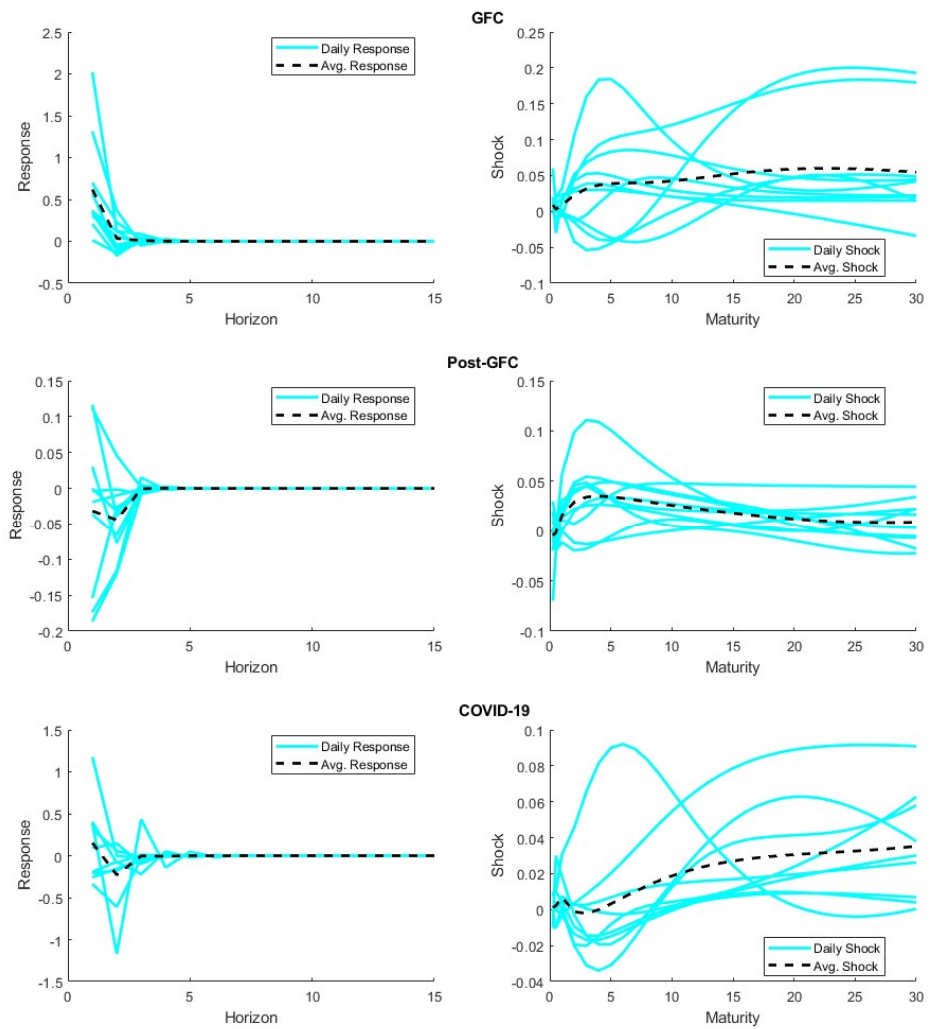 GFC
2.5
2
1.5
1
0.5
0
-0.5
Response
Daily Response
Avg. Response
0 5 10 15
Horizon
0.25
0.2
0.15
0.1
0.05
0
-0.05
-0.1
Shock
Daily Shock
Avg. Shock
0 5 10 15 20 25 30
Maturity
Post-GFC
0.15
0.1
0.05
0
-0.05
-0.1
-0.15
-0.2
Response
Daily Response
Avg. Response
0 5 10 15
Horizon
0.15
0.1
0.05
0
-0.05
-0.1
Shock
Daily Shock
Avg. Shock
0 5 10 15 20 25 30
Maturity
COVID-19
1.5
1
0.5
0
-0.5
-1
-1.5
Response
Daily Response
Avg. Response
0 5 10 15
Horizon
0.1
0.08
0.06
0.04
0.02
0
-0.02
-0.04
Shock
Daily Shock
Avg. Shock
0 5 10 15 20 25 30
Maturity